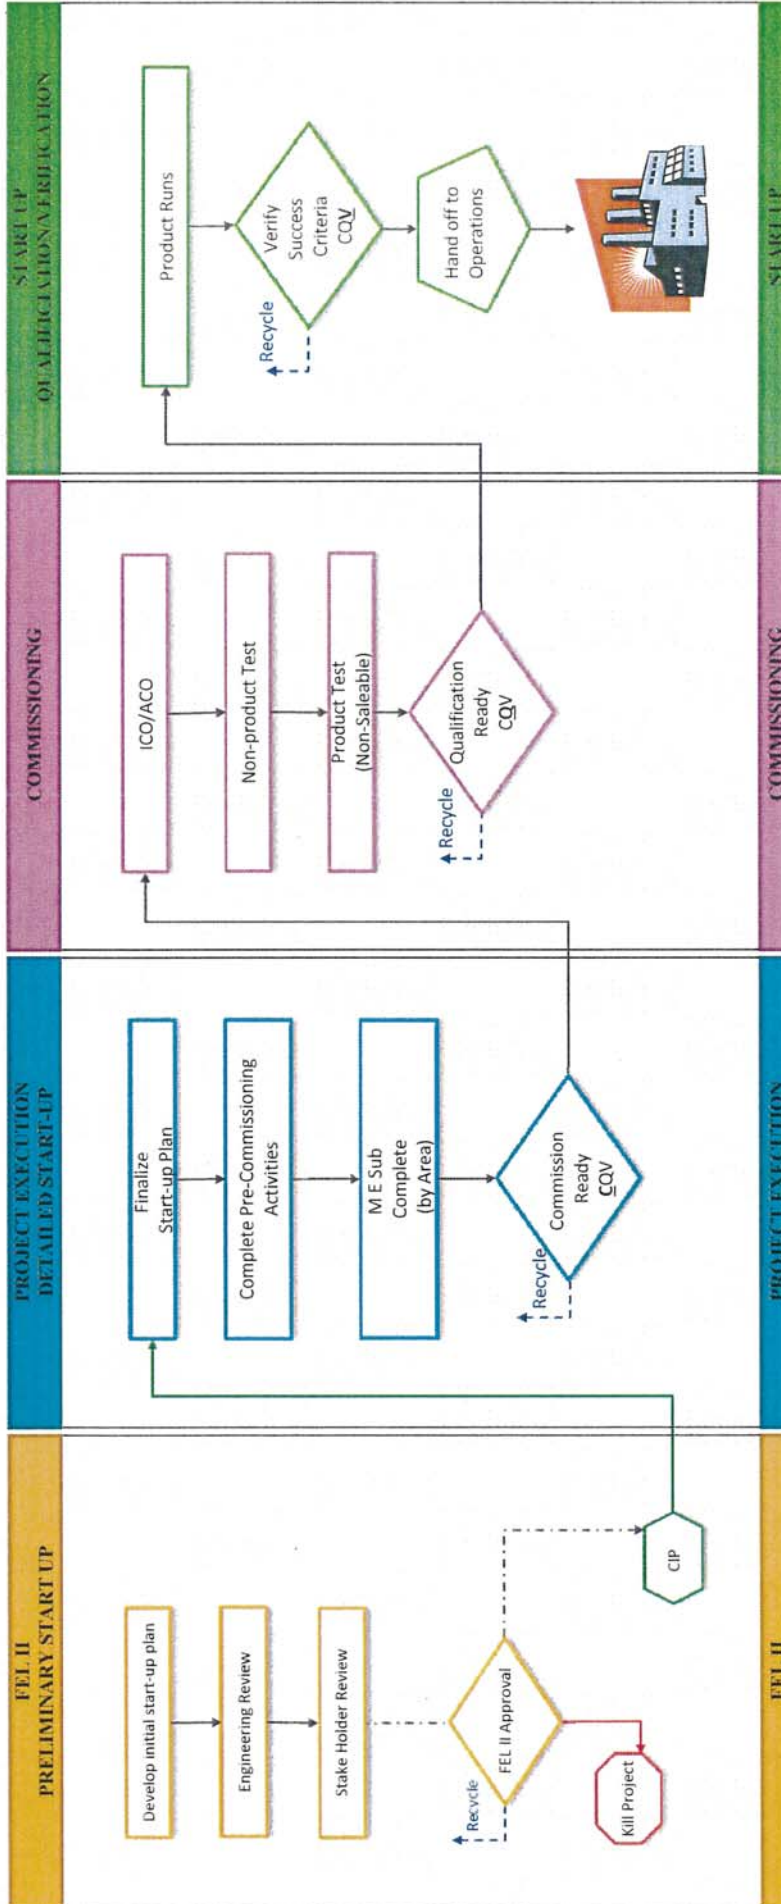 FEL II
PRELIMINARY START UP
Develop initial start-up plan
Engineering Review
Stake Holder Review
FEL II Approval
Recycle
Kill Project
CIP
FEL II
PROJECT EXECUTION
DETAILED START-UP
Finalize
Start-up Plan
Complete Pre-Commissioning
Activities
M E Sub
Complete
(by Area)
Commission
Ready
CQV
Recycle
PROJECT EXECUTION
COMMISSIONING
ICO/ACO
Non-product Test
Product Test
(Non-Saleable)
Qualification
Ready
CQV
Recycle
COMMISSIONING
START UP
QUALIFICIATION/VERIFICATION
Product Runs
Verify
Success
Criteria
CQV
Recycle
Hand off to
Operations
START UP